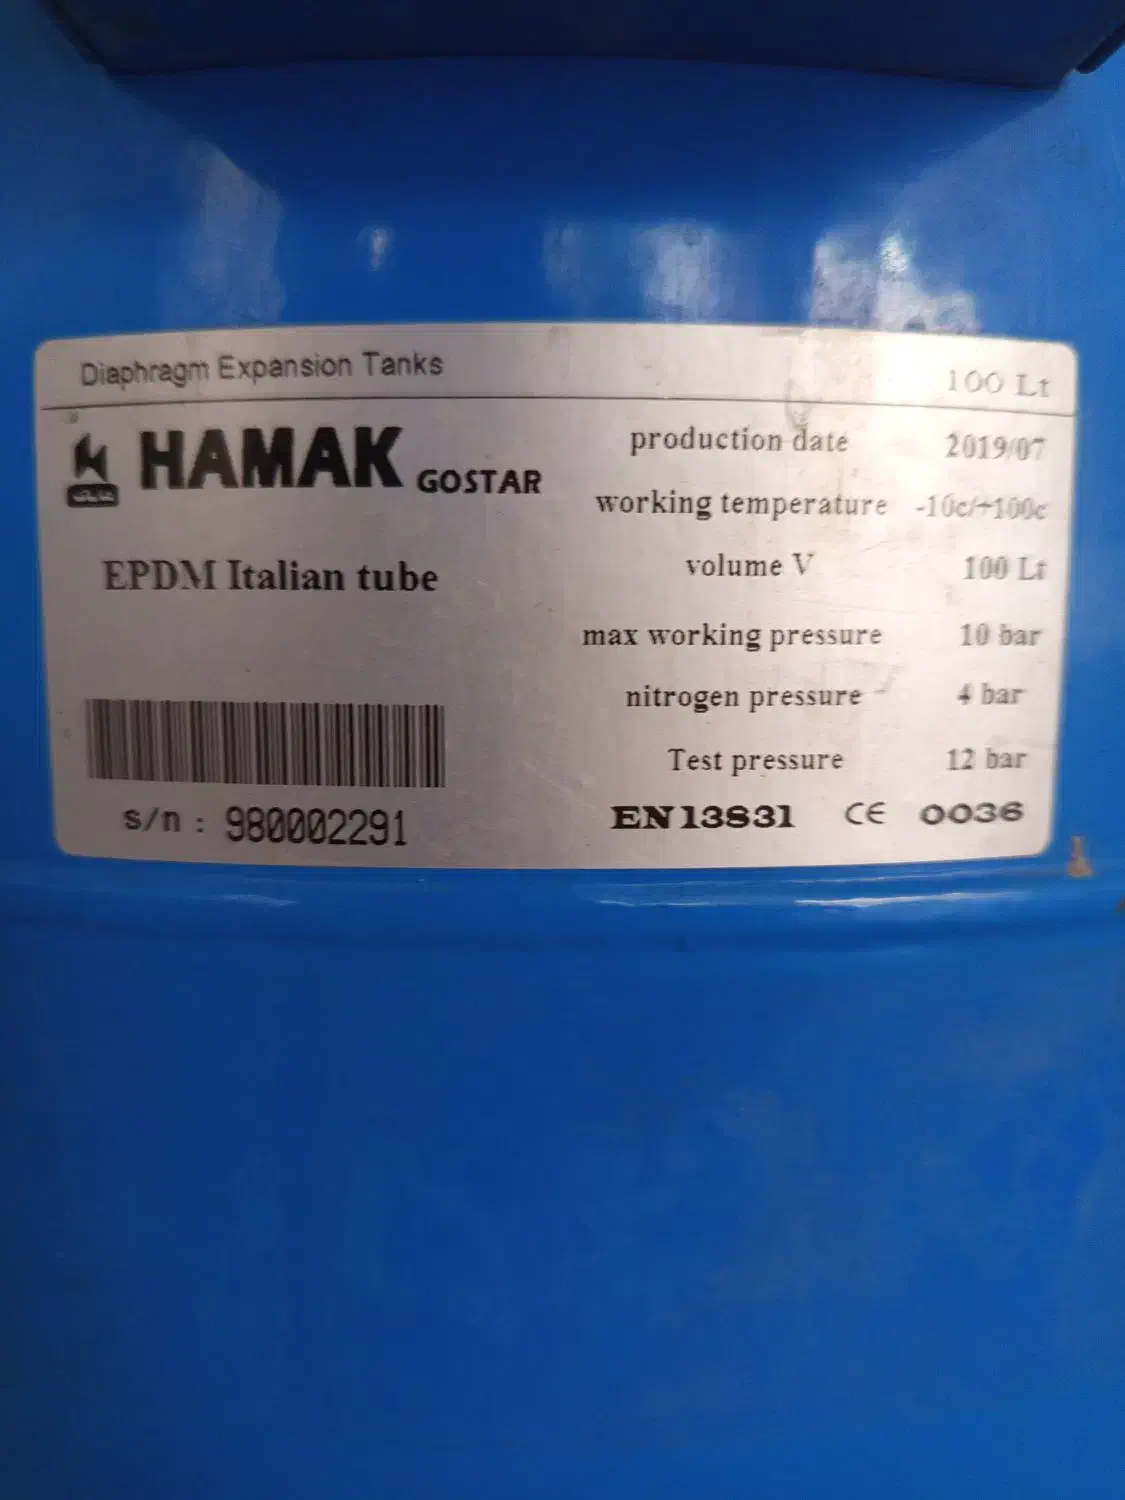 Diaphragm Expansion Tanks 100 Lt
HAMAK GOSTAR
EPDM Italian tube
s/n : 980002291
production date 2019/07
working temperature -10c/+100c
volume V 100 Lt
max working pressure 10 bar
nitrogen pressure 4 bar
Test pressure 12 bar
EN13831 CE 0036